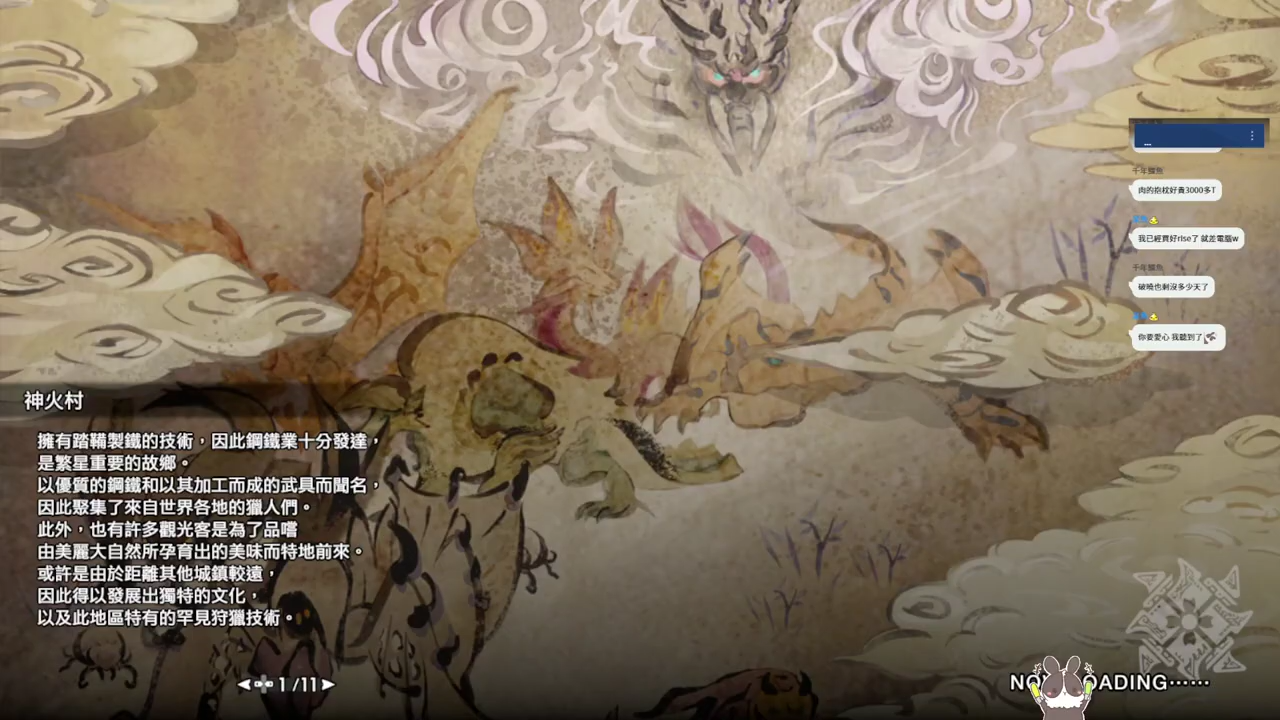 千年鱷魚
肉的抱枕好貴3000多T
我已經買好rise了 就差電腦w
千年鱷魚
破曉也剩沒多少天了
你要愛心 我聽到了
神火村
擁有踏鞴製鐵的技術，因此鋼鐵業十分發達，
是繁星重要的故鄉。
以優質的鋼鐵和以其加工而成的武具而聞名，
因此聚集了來自世界各地的獵人們。
此外，也有許多觀光客是為了品嚐
由美麗大自然所孕育出的美味而特地前來。
或許是由於距離其他城鎮較遠，
因此得以發展出獨特的文化，
以及此地區特有的罕見狩獵技術。
1/11
NO OADING······